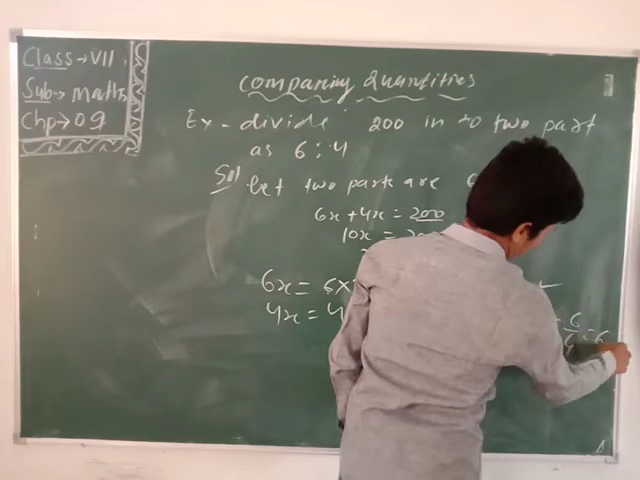 Class→VII
Sub→ maths
Chp→09
Comparing Quantities
Ex- divide 200 in to two part
as 6:4
Sol let two parts are
6x+4x = 200
10x =
6x= 6x
4x= 4
6